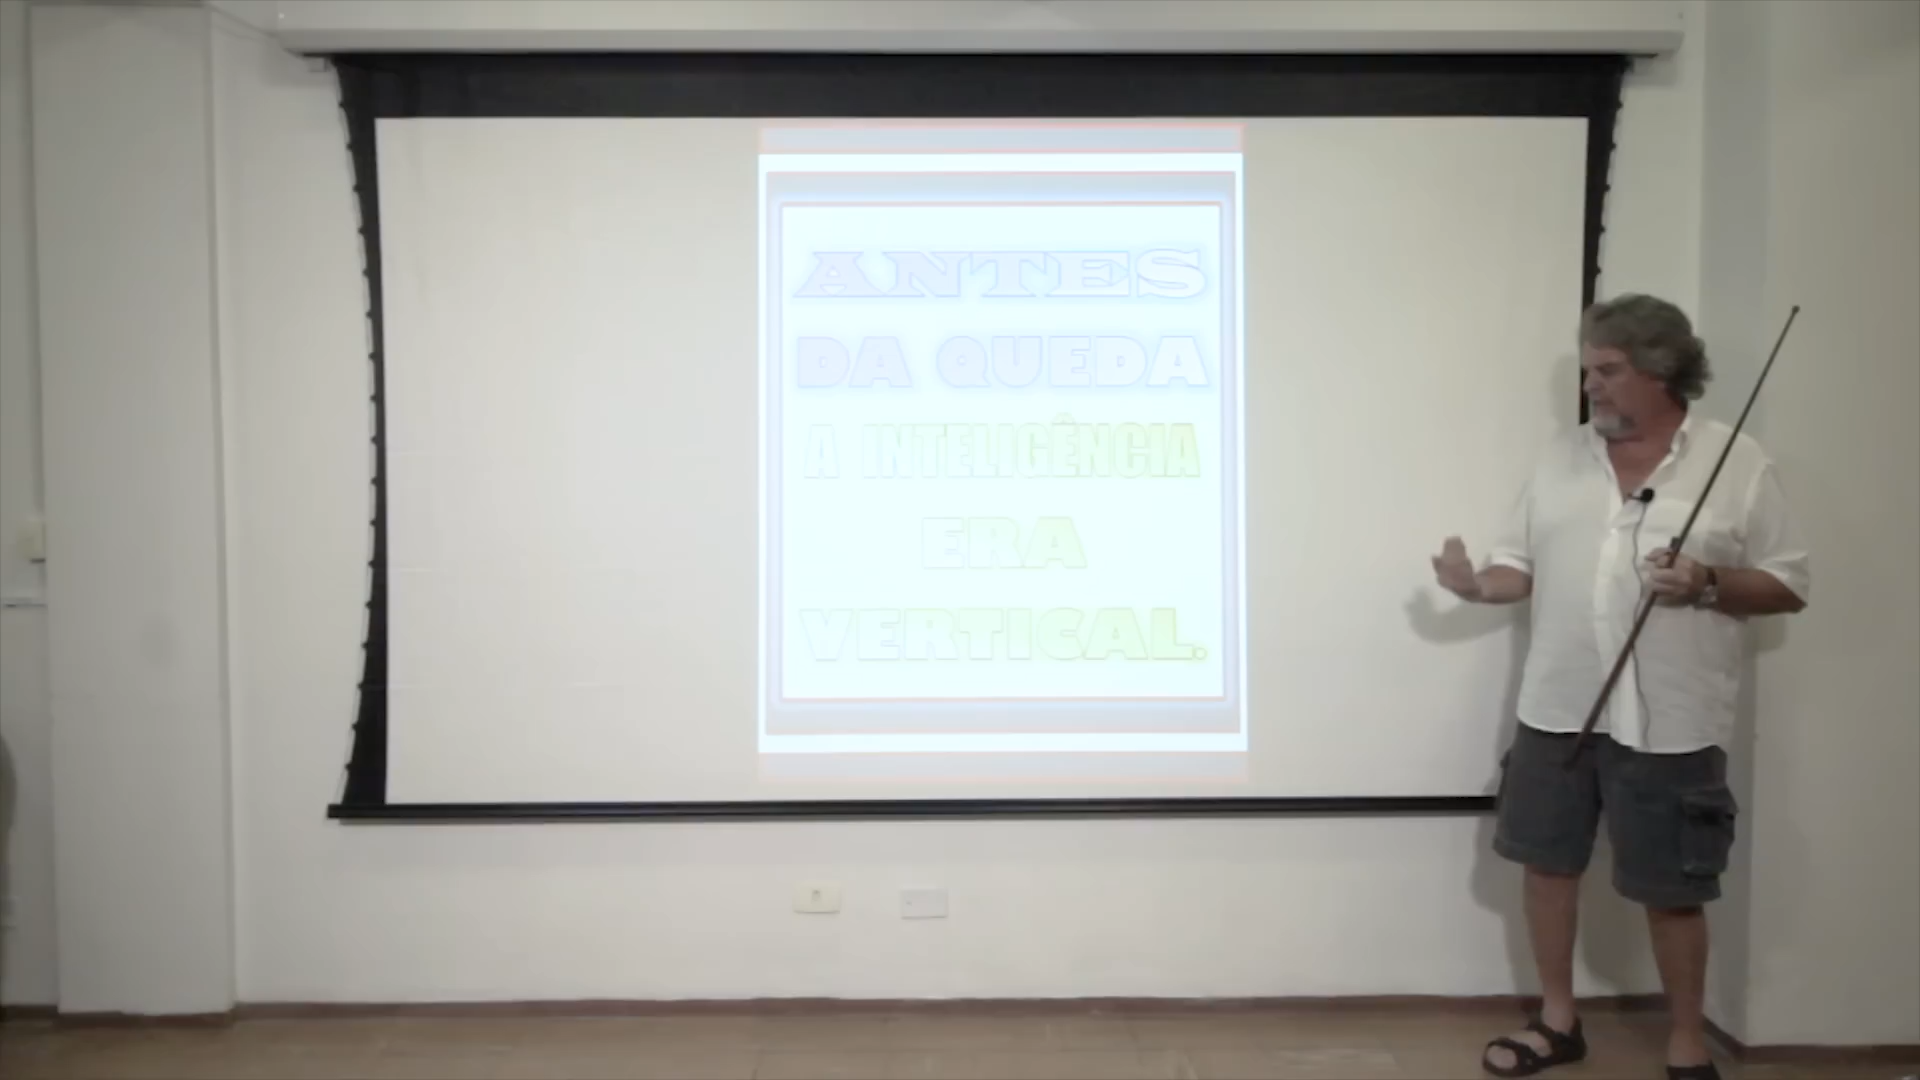 ANTES
DA QUEDA
A INTELIGÊNCIA
ERA
VERTICAL.